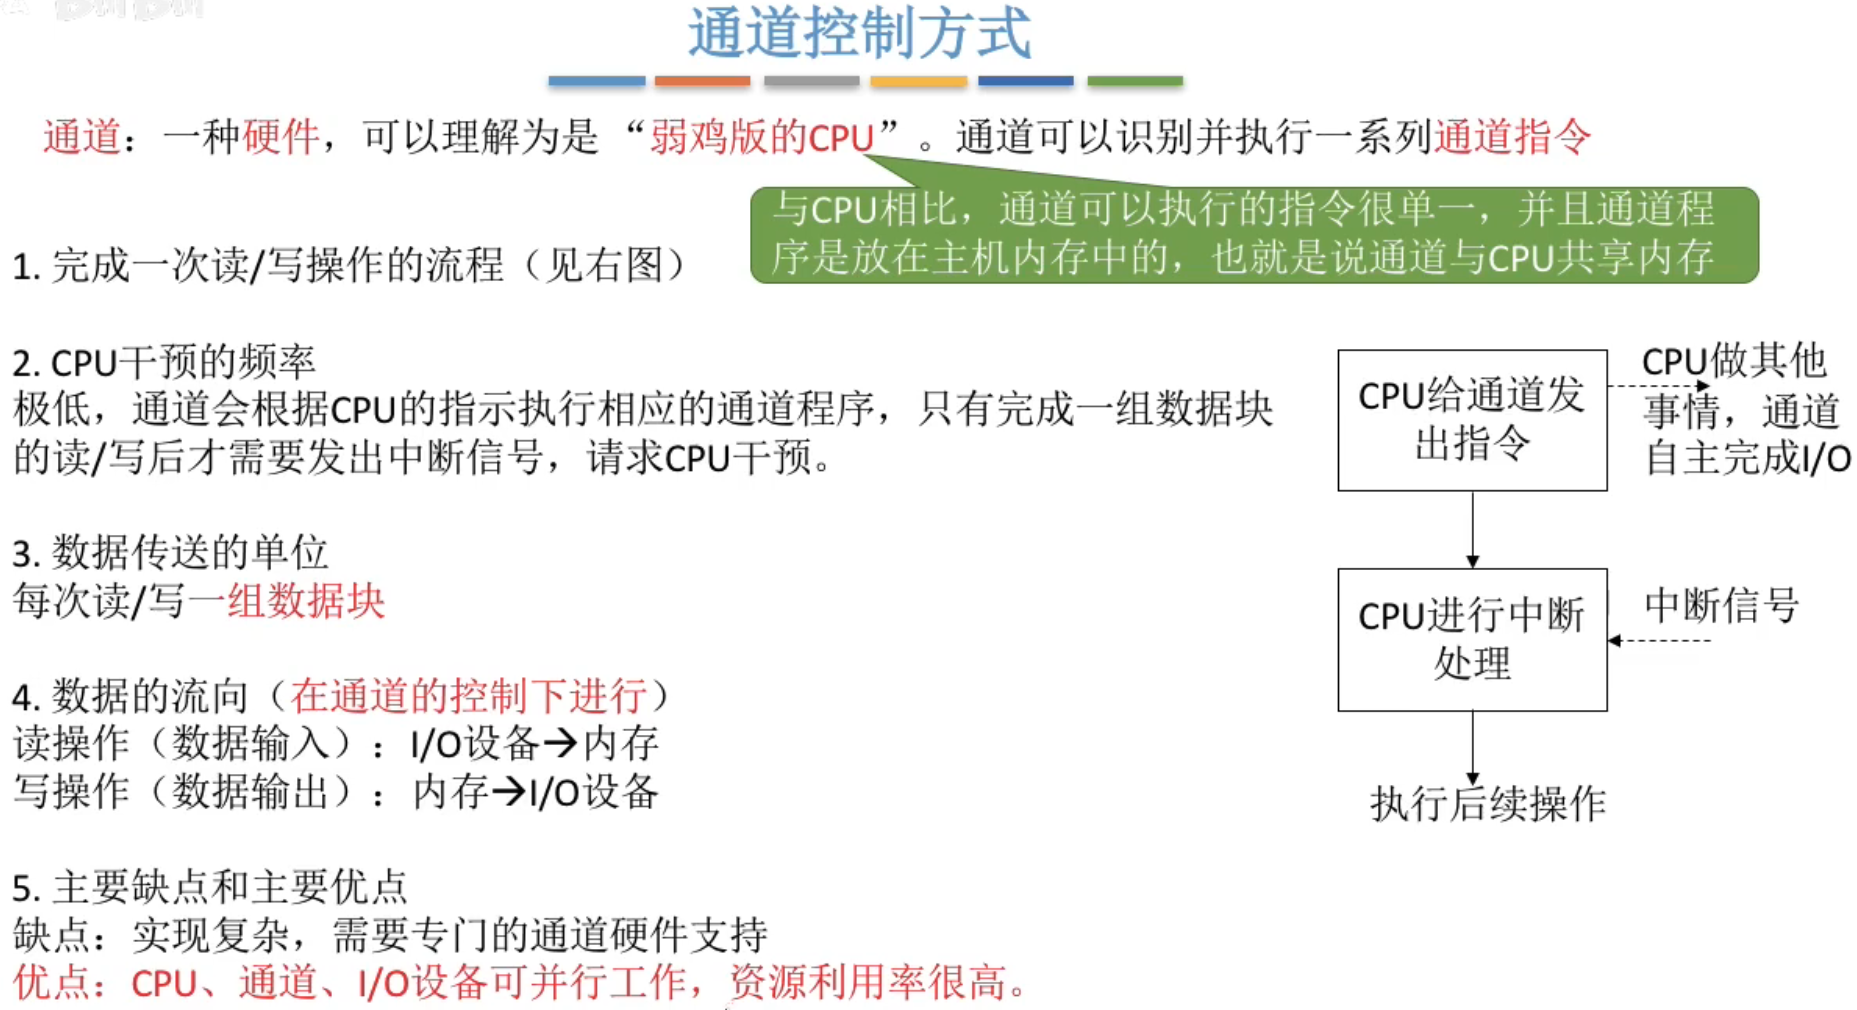 通道控制方式
通道：一种硬件，可以理解为是“弱鸡版的CPU”。通道可以识别并执行一系列通道指令
与CPU相比，通道可以执行的指令很单一，并且通道程
序是放在主机内存中的，也就是说通道与CPU共享内存
1. 完成一次读/写操作的流程（见右图）
2. CPU干预的频率
极低，通道会根据CPU的指示执行相应的通道程序，只有完成一组数据块
的读/写后才需要发出中断信号，请求CPU干预。
3. 数据传送的单位
每次读/写一组数据块
4. 数据的流向（在通道的控制下进行）
读操作（数据输入）：I/O设备→内存
写操作（数据输出）：内存→I/O设备
5. 主要缺点和主要优点
缺点：实现复杂，需要专门的通道硬件支持
优点：CPU、通道、I/O设备可并行工作，资源利用率很高。
CPU给通道发
出指令
CPU做其他
事情，通道
自主完成I/O
CPU进行中断
处理
中断信号
执行后续操作